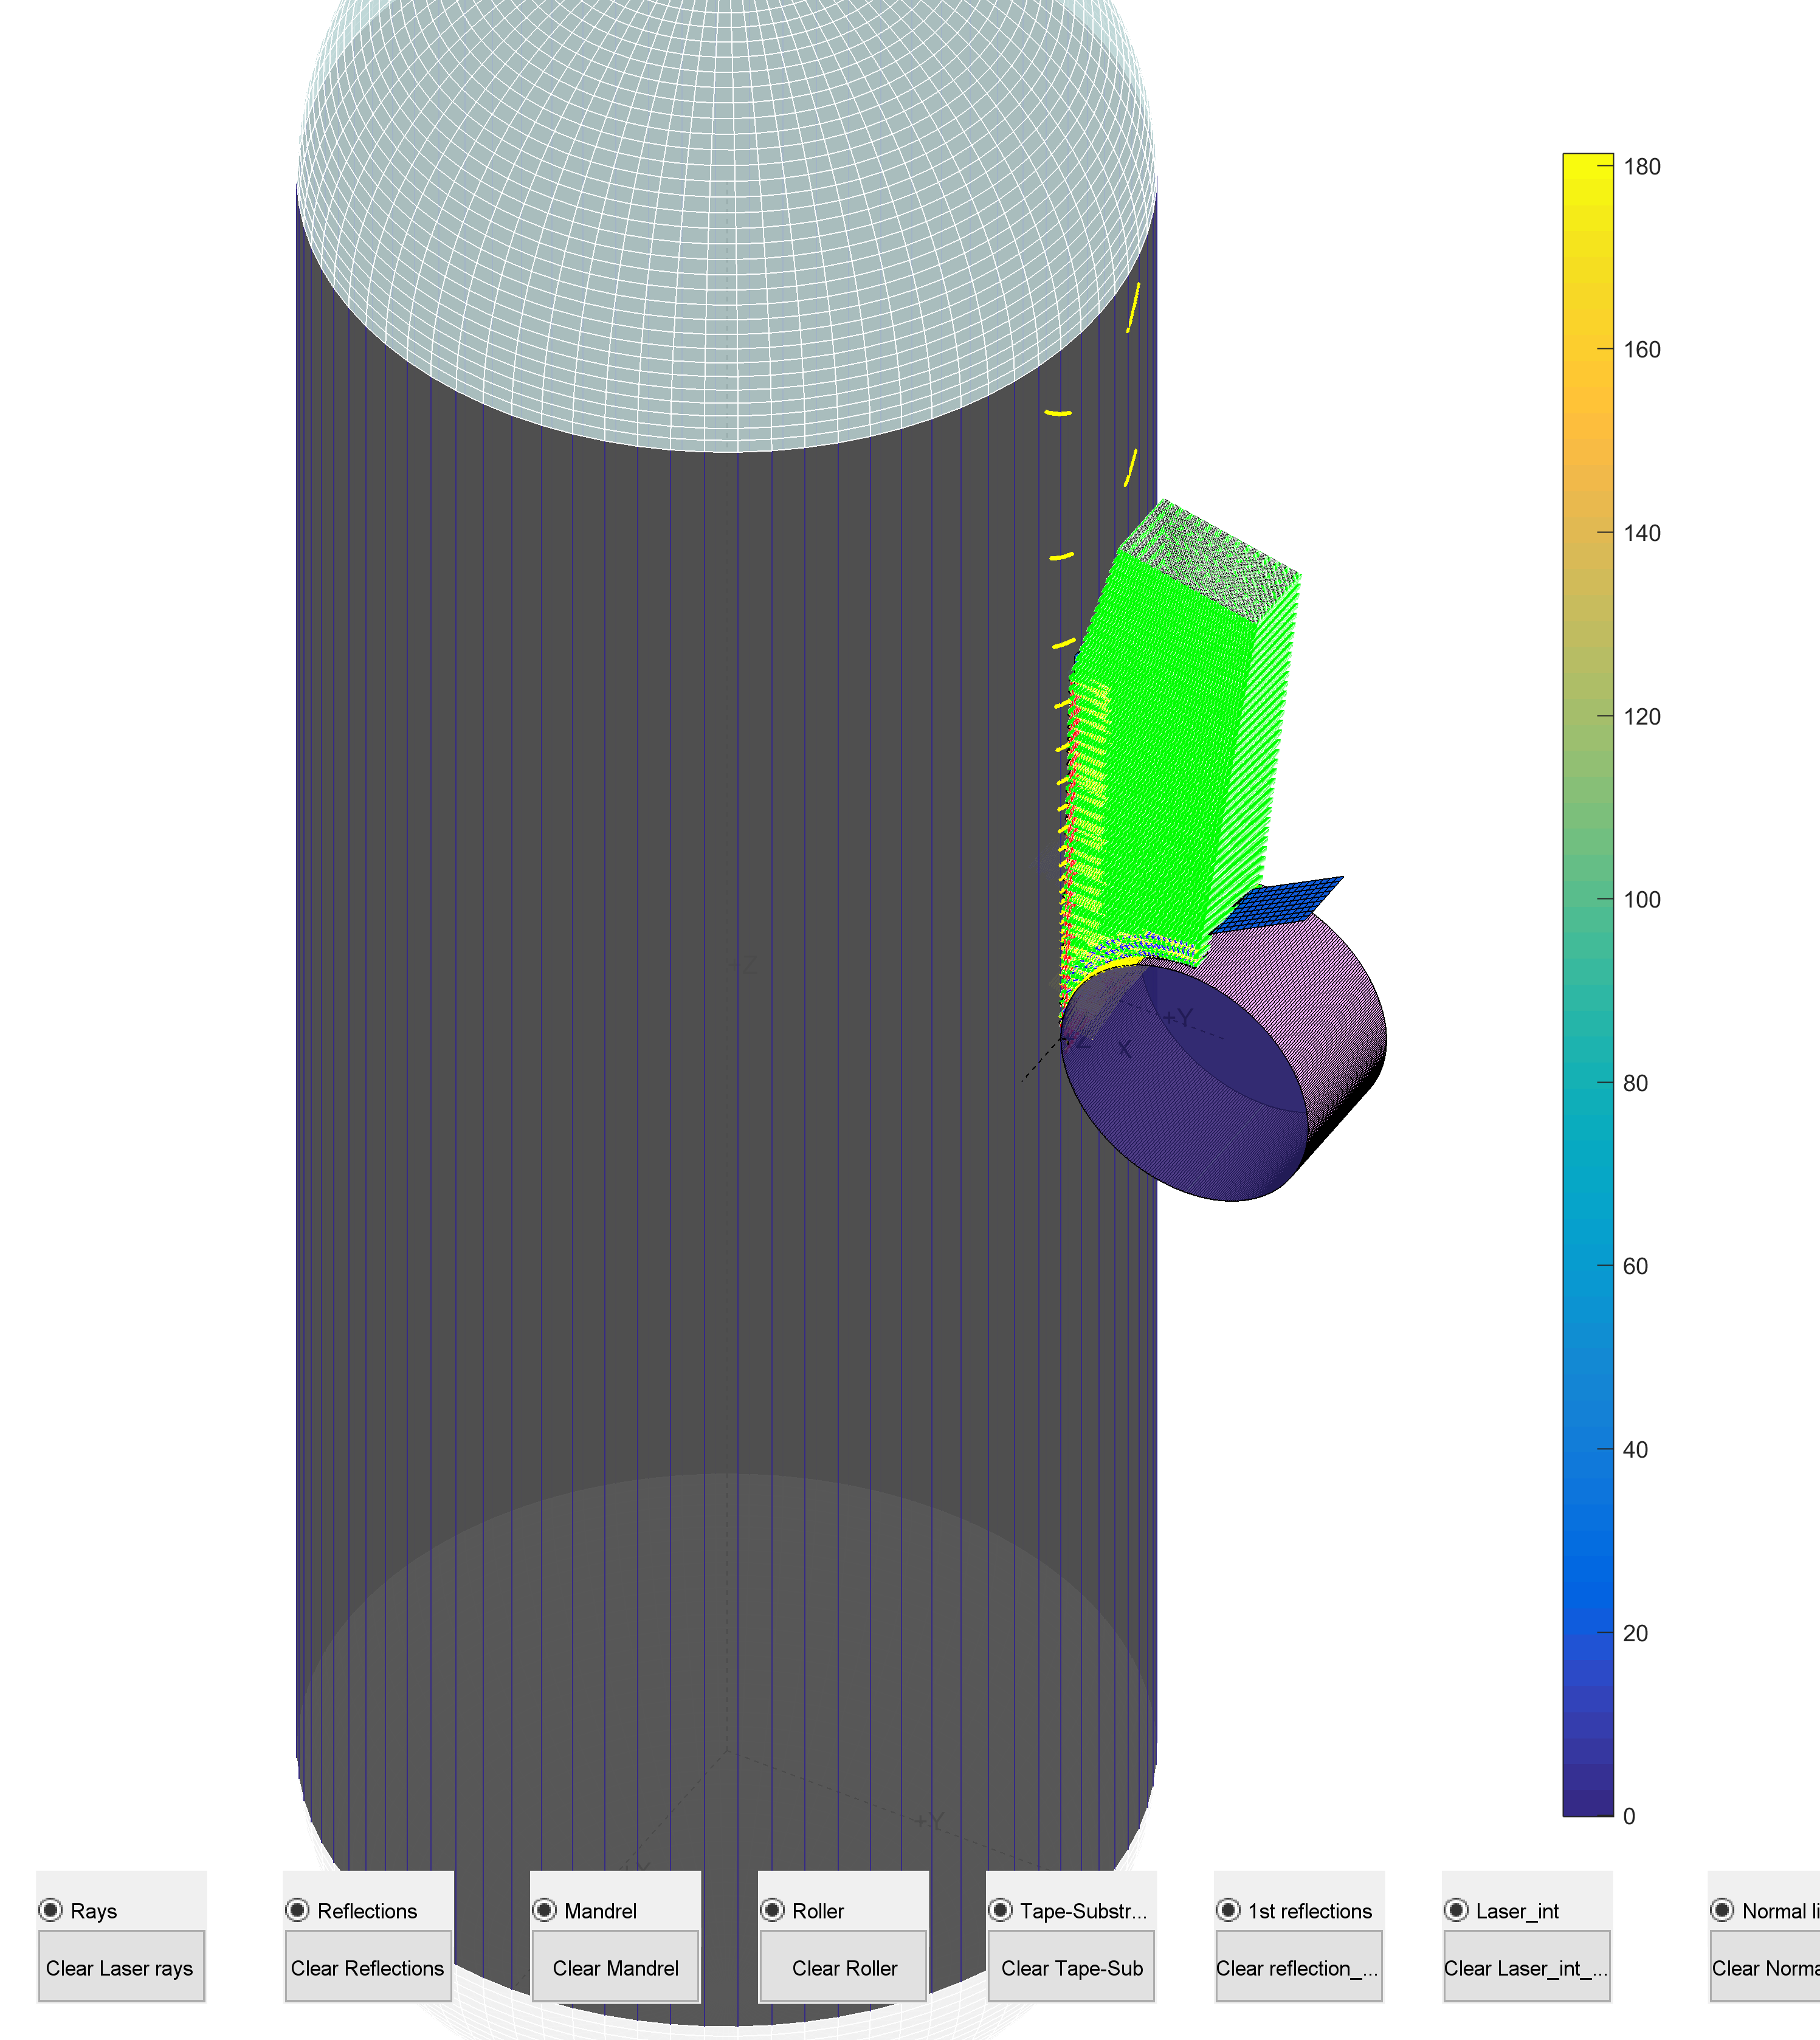 180
160
140
120
100
80
60
40
20
0
+Z
+Y
+Z
X
+Y
Rays
Reflections
Mandrel
Roller
Tape-Substr...
1st reflections
Laser_int
Normal li
Clear Laser rays
Clear Reflections
Clear Mandrel
Clear Roller
Clear Tape-Sub
Clear reflection_...
Clear Laser_int_...
Clear Norma